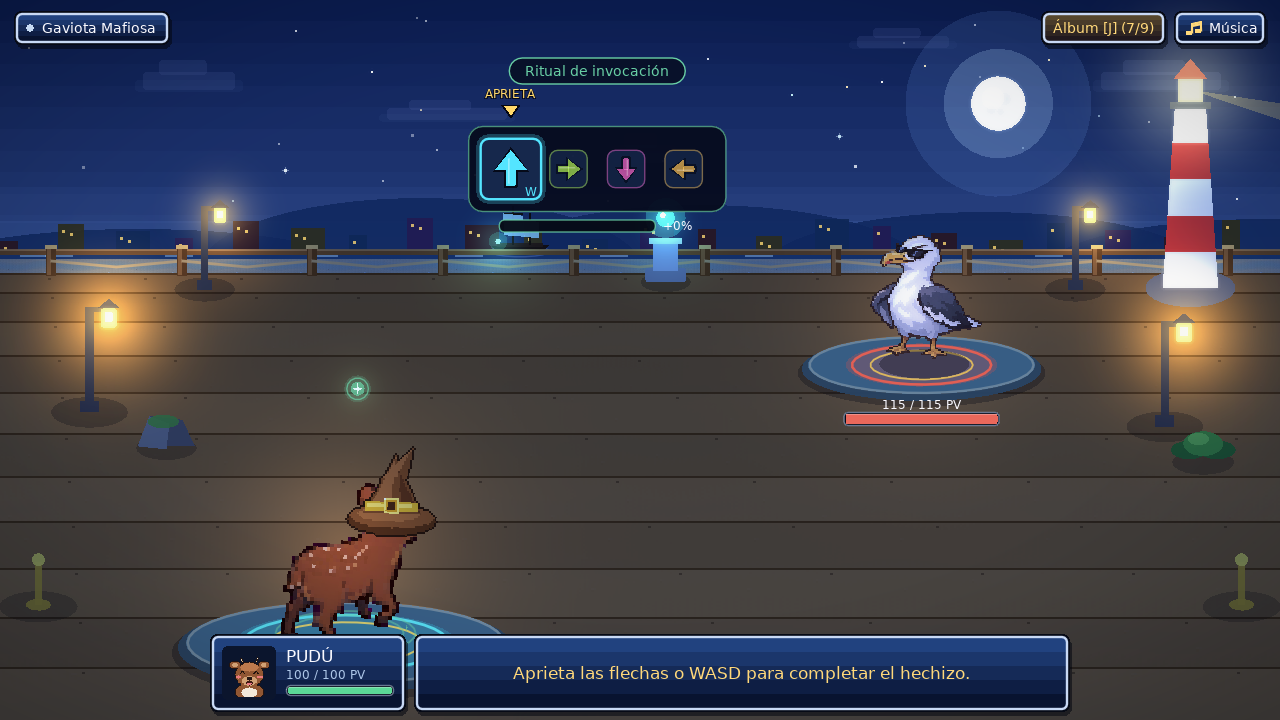 Gaviota Mafiosa
Álbum [J] (7/9)
Música
Ritual de invocación
APRIETA
W
+0%
115 / 115 PV
PUDÚ
100 / 100 PV
Aprieta las flechas o WASD para completar el hechizo.